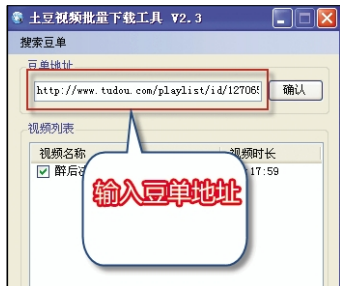 土豆视频批量下载工具 V2.3
搜索豆单
豆单地址
http://www.tudou.com/playlist/id/12706
确认
视频列表
视频名称 视频时长
醉后 17:59
输入豆单地址